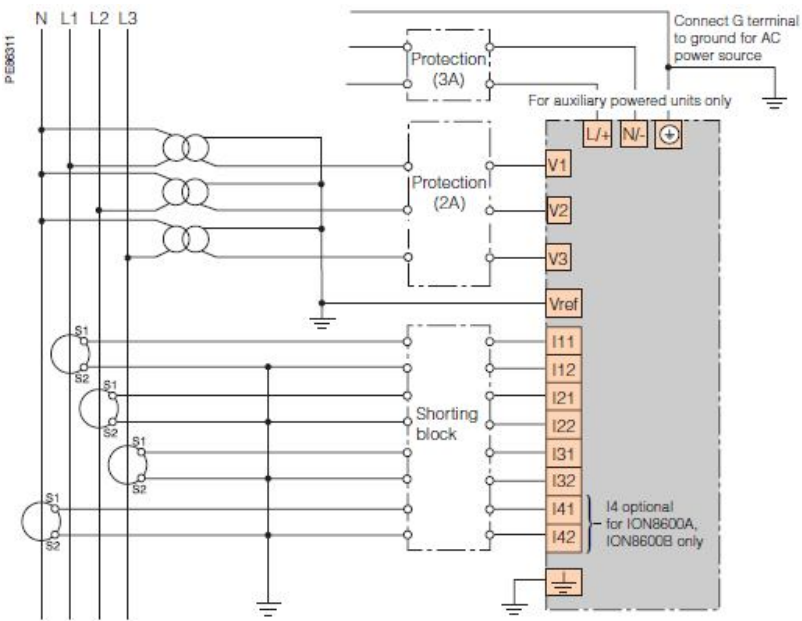 N L1 L2 L3
PE86311
Connect G terminal
to ground for AC
power source
Protection
(3A)
For auxiliary powered units only
L/+ N/-
Protection
(2A)
V1
V2
V3
Vref
S1
S2
S1
S2
S1
S2
S1
S2
Shorting
block
I11
I12
I21
I22
I31
I32
I41
I42
I4 optional
for ION8600A,
ION8600B only